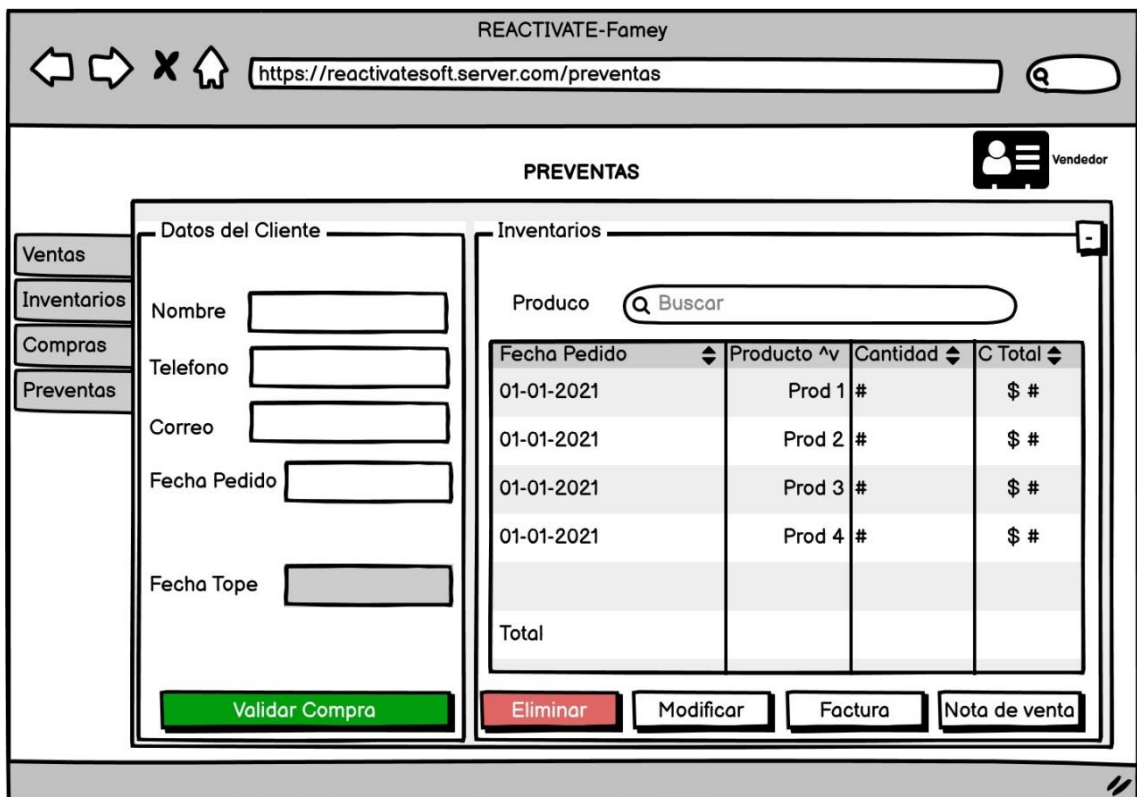 REACTIVATE-Famey
https://reactivatesoft.server.com/preventas
PREVENTAS
Vendedor
Ventas
Inventarios
Compras
Preventas
Datos del Cliente
Nombre
Telefono
Correo
Fecha Pedido
Fecha Tope
Validar Compra
Inventarios
-
Produco
Buscar
Fecha Pedido Producto ^v Cantidad C Total
01-01-2021 Prod 1 # $ #
01-01-2021 Prod 2 # $ #
01-01-2021 Prod 3 # $ #
01-01-2021 Prod 4 # $ #
Total
Eliminar Modificar Factura Nota de venta